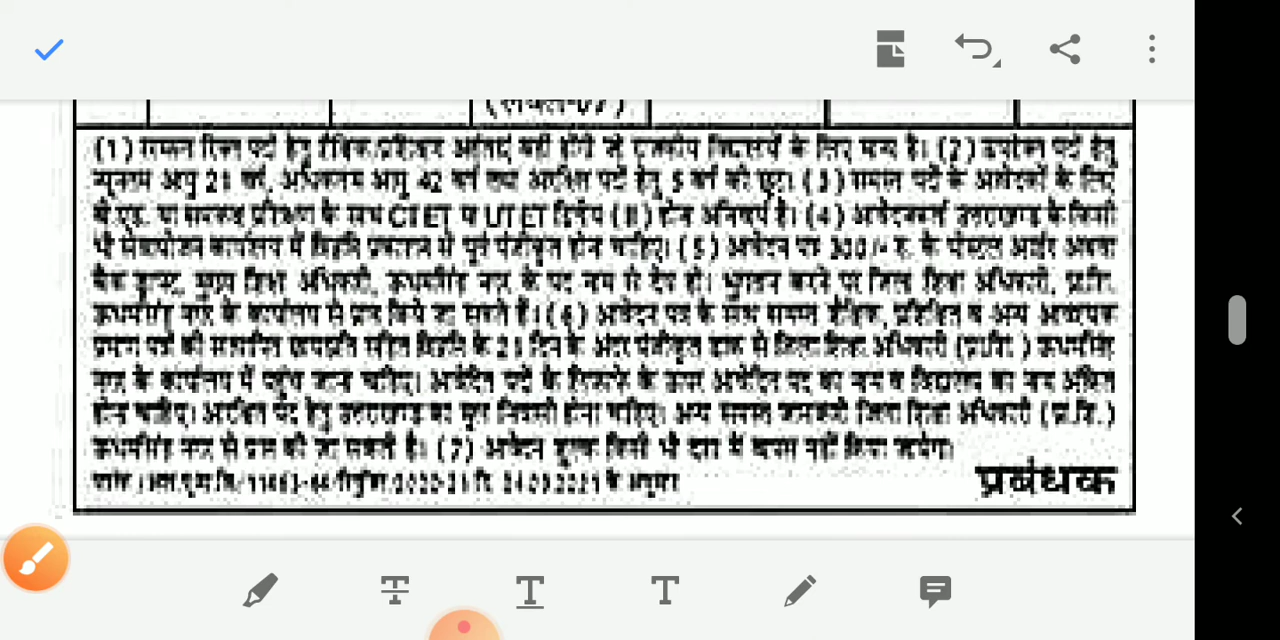 (1) समस्त रिक्त पदों हेतु शैक्षिक/प्रशिक्षण अर्हताएं वही होंगी जो राजकीय विद्यालयों के लिए मान्य है। (2) उपरोक्त पदों हेतु
न्यूनतम आयु 21 वर्ष, अधिकतम आयु 42 वर्ष तथा आरक्षित पदों हेतु 5 वर्ष की छूट। (3) समस्त पदों के आवेदकों के लिए
बी.एड. या समकक्ष प्रशिक्षण के साथ CTET या UTET द्वितीय (II) होना अनिवार्य है। (4) आवेदनकर्ता उत्तराखण्ड के किसी
भी सेवायोजन कार्यालय में विज्ञप्ति प्रकाशन से पूर्व पंजीकृत होना चाहिए। (5) आवेदन पत्र 300/- रु. के पोस्टल आर्डर अथवा
बैंक ड्राफ्ट, मुख्य शिक्षा अधिकारी, ऊधमसिंह नगर के पद नाम से देय हो। भुगतान करने पर जिला शिक्षा अधिकारी, प्रा.शि.
ऊधमसिंह नगर के कार्यालय से प्राप्त किये जा सकते हैं। (6) आवेदन पत्र के साथ समस्त शैक्षिक, प्रशिक्षित व अन्य आवश्यक
प्रमाण पत्रों की सत्यापित छायाप्रति सहित विज्ञप्ति के 21 दिन के अंदर पंजीकृत डाक से जिला शिक्षा अधिकारी (प्रा.शि.) ऊधमसिंह
नगर के कार्यालय में पहुंच जाना चाहिए। आवेदित पदों के लिफाफे के ऊपर आवेदित पद का नाम व विद्यालय का नाम अंकित
होना चाहिए। आरक्षित पद हेतु उत्तराखण्ड का मूल निवासी होना चाहिए। अन्य समस्त जानकारी जिला शिक्षा अधिकारी (प्रा.शि.)
ऊधमसिंह नगर से प्राप्त की जा सकती है। (7) आवेदन शुल्क किसी भी दशा में वापस नहीं किया जायेगा।
के अनुसार
प्रबंधक